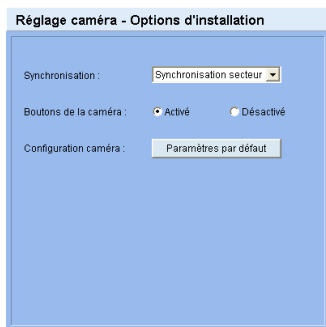 Réglage caméra - Options d'installation
Synchronisation : Synchronisation secteur
Boutons de la caméra : Activé Désactivé
Configuration caméra : Paramètres par défaut